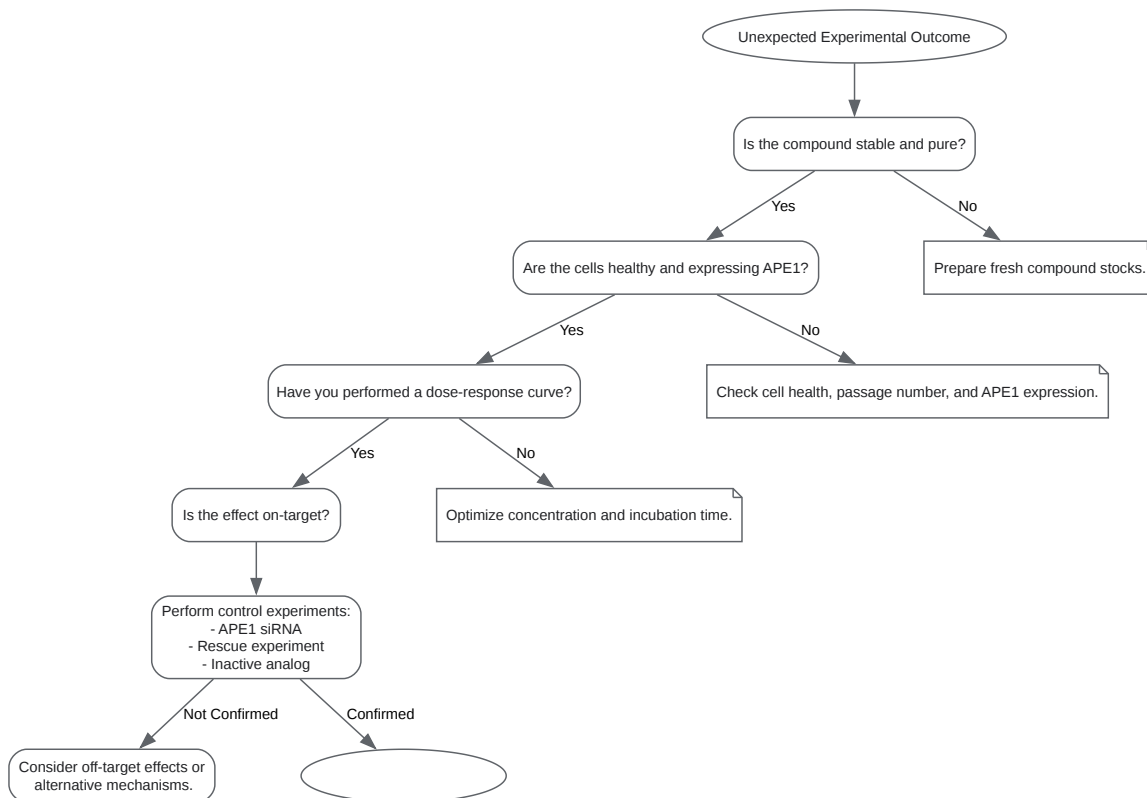 Unexpected Experimental Outcome
Is the compound stable and pure?
Yes
No
Are the cells healthy and expressing APE1?
Prepare fresh compound stocks.
Yes
No
Have you performed a dose-response curve?
Check cell health, passage number, and APE1 expression.
Yes
No
Is the effect on-target?
Optimize concentration and incubation time.
Perform control experiments:
- APE1 siRNA
- Rescue experiment
- Inactive analog
Not Confirmed
Confirmed
Consider off-target effects or
alternative mechanisms.